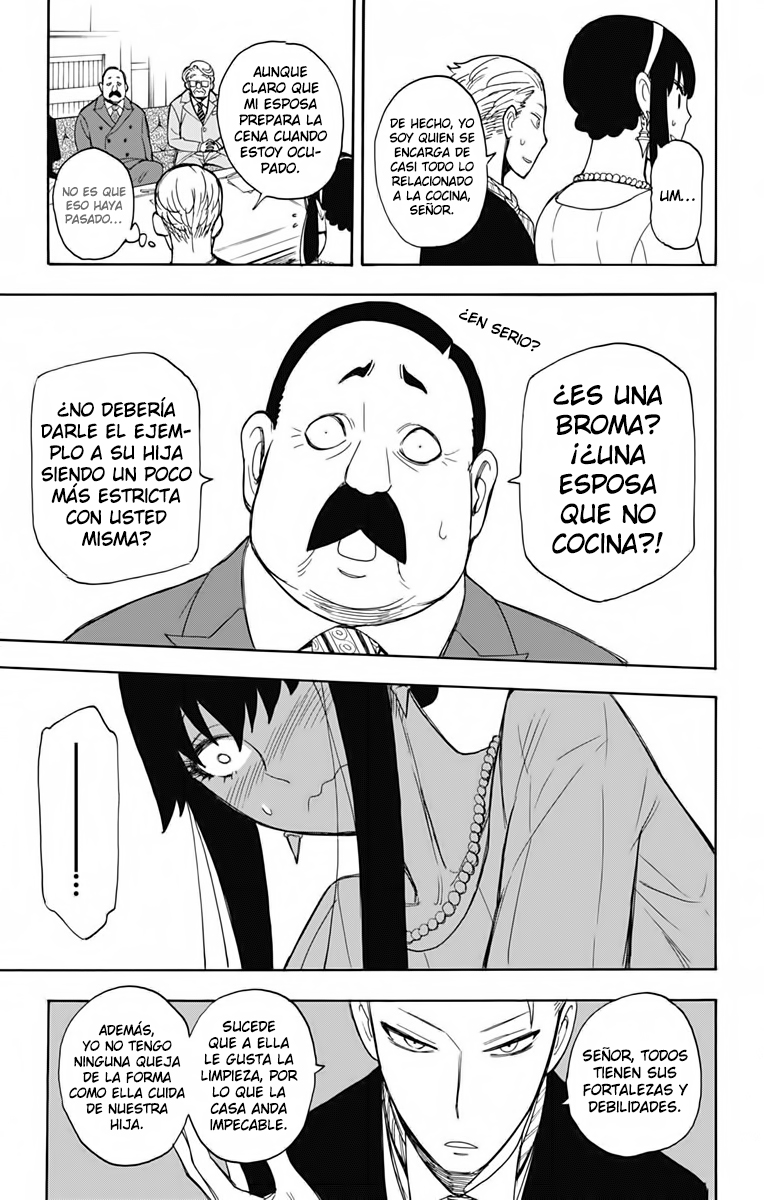 UM...
DE HECHO, YO
SOY QUIEN SE
ENCARGA DE
CASI TODO LO
RELACIONADO
A LA COCINA,
SEÑOR.
AUNQUE
CLARO QUE
MI ESPOSA
PREPARA LA
CENA CUANDO
ESTOY OCU-
PADO.
NO ES QUE
ESO HAYA
PASADO...
¿EN SERIO?
¿ES UNA
BROMA?
¡¿UNA
ESPOSA
QUE NO
COCINA?!
¿NO DEBERÍA
DARLE EL EJEM-
PLO A SU HIJA
SIENDO UN POCO
MÁS ESTRICTA
CON USTED
MISMA?
—...
SEÑOR, TODOS
TIENEN SUS
FORTALEZAS Y
DEBILIDADES.
SUCEDE
QUE A ELLA
LE GUSTA LA
LIMPIEZA, POR
LO QUE LA
CASA ANDA
IMPECABLE.
ADEMÁS,
YO NO TENGO
NINGUNA QUEJA
DE LA FORMA
COMO ELLA CUIDA
DE NUESTRA
HIJA.